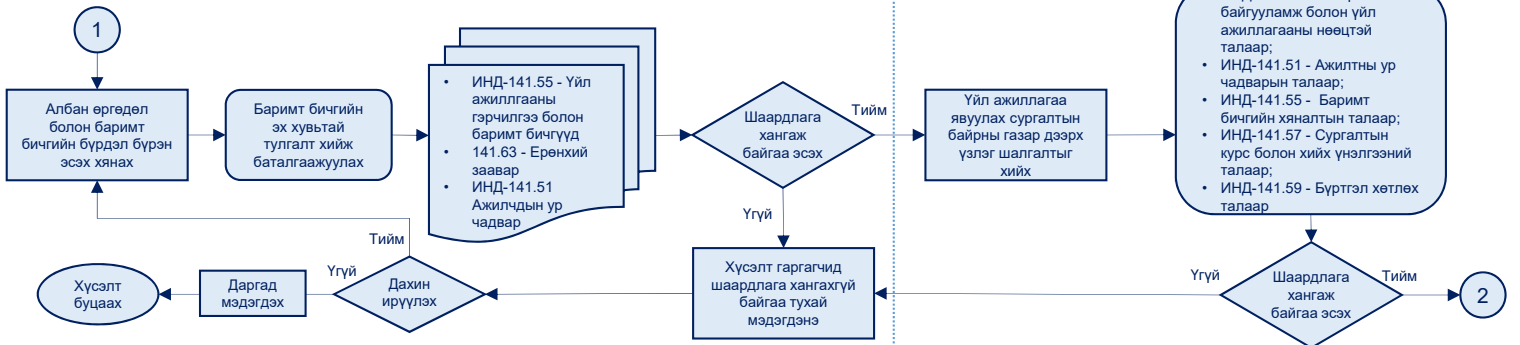 1
Албан өргөдөл
болон баримт
бичгийн бүрдэл бүрэн
эсэх хянах
Баримт бичгийн
эх хувьтай
тулгалт хийж
баталгаажуулах
• ИНД-141.55 - Үйл
ажиллгааны
гэрчилгээ болон
баримт бичгүүд
• 141.63 - Ерөнхий
заавар
• ИНД-141.51
Ажилчдын ур
чадвар
Шаардлага
хангаж
байгаа эсэх
Тийм
Үгүй
Үйл ажиллагаа
явуулах сургалтын
байрны газар дээрх
үзлэг шалгалтыг
хийх
байгууламж болон үйл
ажиллагааны нөөцтэй
талаар;
• ИНД-141.51 - Ажилтны ур
чадварын талаар;
• ИНД-141.55 - Баримт
бичгийн хяналтын талаар;
• ИНД-141.57 - Сургалтын
курс болон хийх үнэлгээний
талаар;
• ИНД-141.59 - Бүртгэл хөтлөх
талаар
Шаардлага
хангаж
байгаа эсэх
Үгүй
Тийм
2
Хүсэлт гаргагчид
шаардлага хангахгүй
байгаа тухай
мэдэгдэнэ
Дахин
ирүүлэх
Тийм
Үгүй
Даргад
мэдэгдэх
Хүсэлт
буцаах